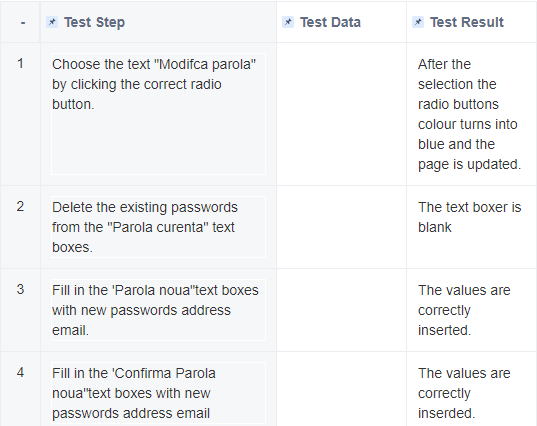 - Test Step Test Data Test Result
1 Choose the text "Modifca parola" After the
by clicking the correct radio selection the
button. radio buttons
colour turns into
blue and the
page is updated.
2 Delete the existing passwords The text boxer is
from the "Parola curenta" text blank
boxes.
3 Fill in the 'Parola noua"text boxes The values are
with new passwords address correctly
email. inserted.
4 Fill in the 'Confirma Parola The values are
noua"text boxes with new correctly
passwords address email inserded.